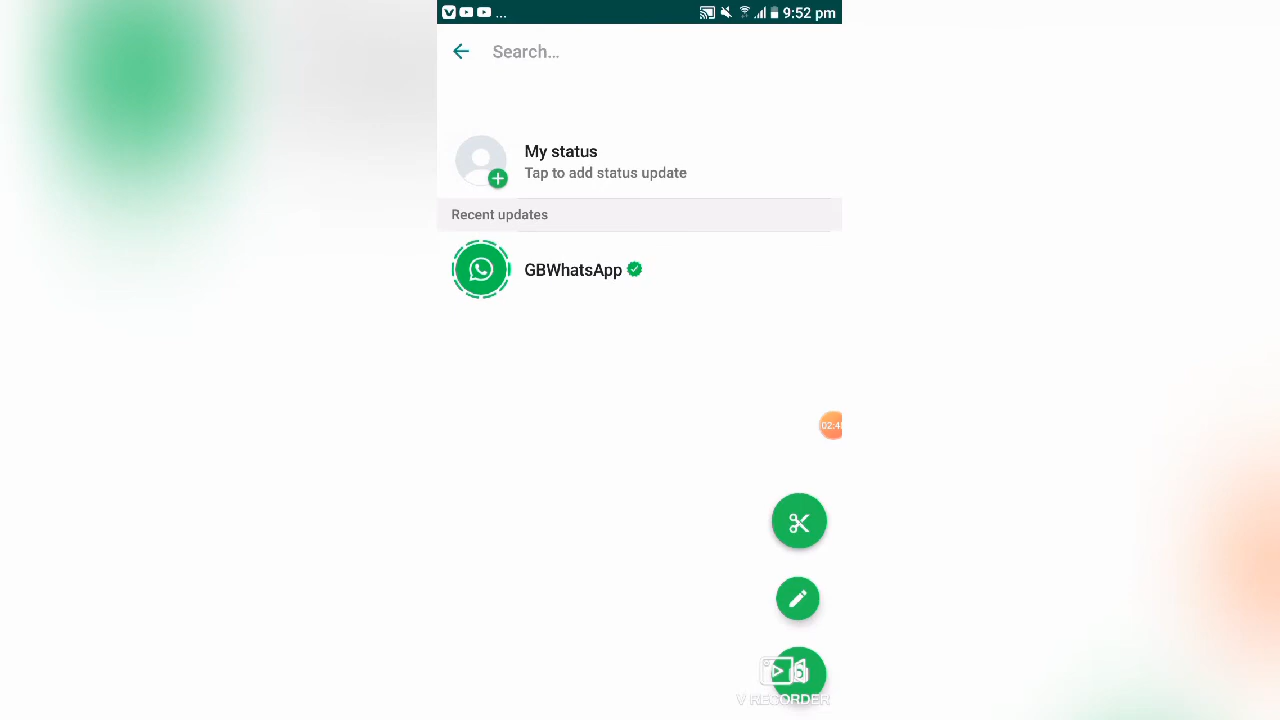 ... 9:52 pm
Search...
My status
Tap to add status update
Recent updates
GBWhatsApp
V RECORDER